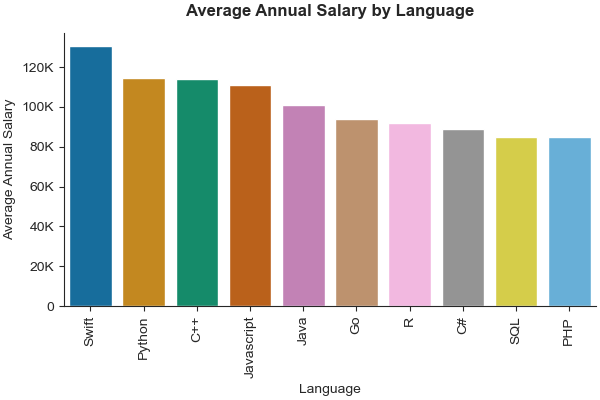 Average Annual Salary by Language
Average Annual Salary
120K
100K
80K
60K
40K
20K
0
Swift
Python
C++
Javascript
Java
Go
R
C#
SQL
PHP
Language